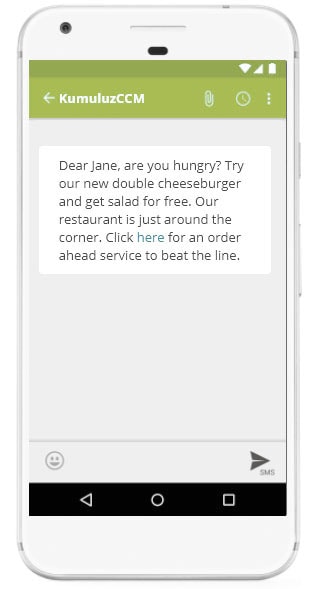 KumuluzCCM
Dear Jane, are you hungry? Try
our new double cheeseburger
and get salad for free. Our
restaurant is just around the
corner. Click here for an order
ahead service to beat the line.
SMS